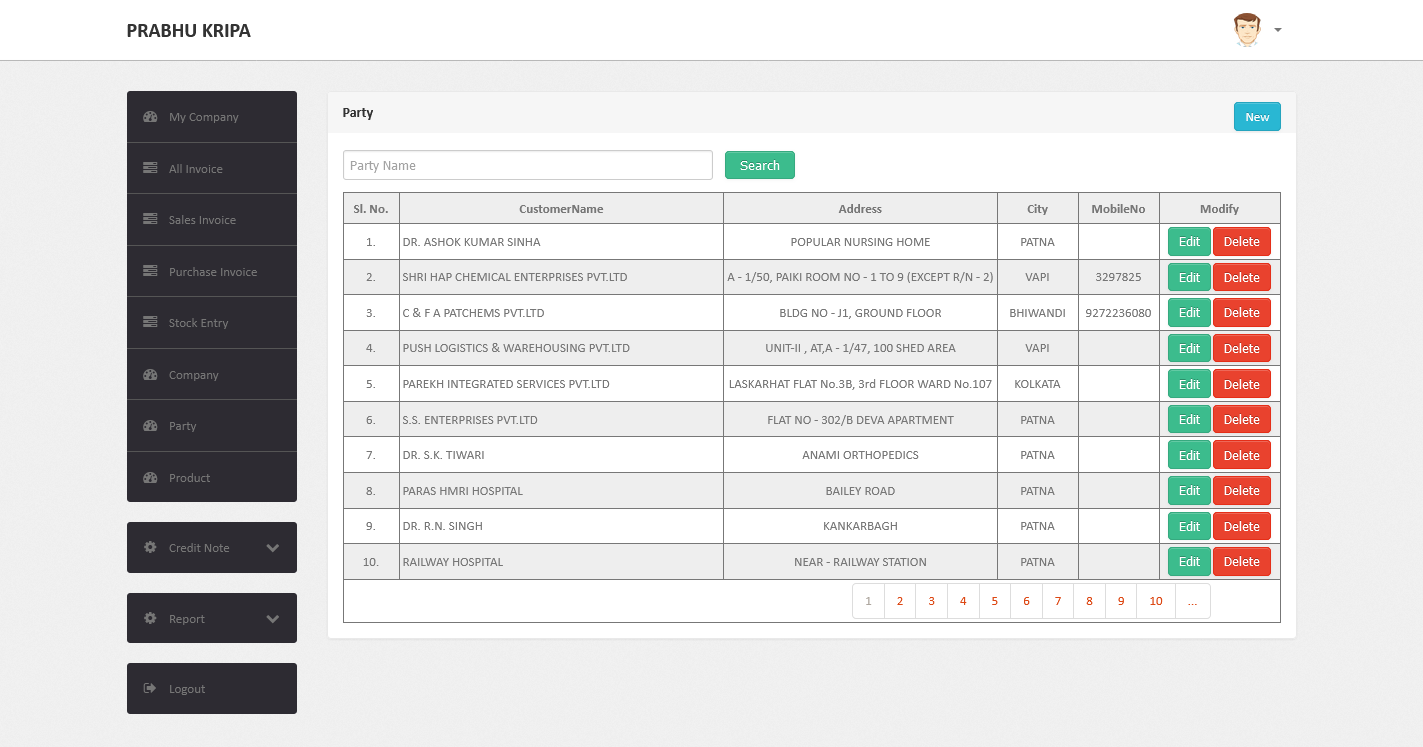 PRABHU KRIPA
My Company
All Invoice
Sales Invoice
Purchase Invoice
Stock Entry
Company
Party
Product
Credit Note
Report
Logout
Party New
Party Name Search
Sl. No. CustomerName Address City MobileNo Modify
1. DR. ASHOK KUMAR SINHA POPULAR NURSING HOME PATNA Edit Delete
2. SHRI HAP CHEMICAL ENTERPRISES PVT.LTD A - 1/50, PAIKI ROOM NO - 1 TO 9 (EXCEPT R/N - 2) VAPI 3297825 Edit Delete
3. C & F A PATCHEMS PVT.LTD BLDG NO - J1, GROUND FLOOR BHIWANDI 9272236080 Edit Delete
4. PUSH LOGISTICS & WAREHOUSING PVT.LTD UNIT-II , AT,A - 1/47, 100 SHED AREA VAPI Edit Delete
5. PAREKH INTEGRATED SERVICES PVT.LTD LASKARHAT FLAT No.3B, 3rd FLOOR WARD No.107 KOLKATA Edit Delete
6. S.S. ENTERPRISES PVT.LTD FLAT NO - 302/B DEVA APARTMENT PATNA Edit Delete
7. DR. S.K. TIWARI ANAMI ORTHOPEDICS PATNA Edit Delete
8. PARAS HMRI HOSPITAL BAILEY ROAD PATNA Edit Delete
9. DR. R.N. SINGH KANKARBAGH PATNA Edit Delete
10. RAILWAY HOSPITAL NEAR - RAILWAY STATION PATNA Edit Delete
1 2 3 4 5 6 7 8 9 10 ...